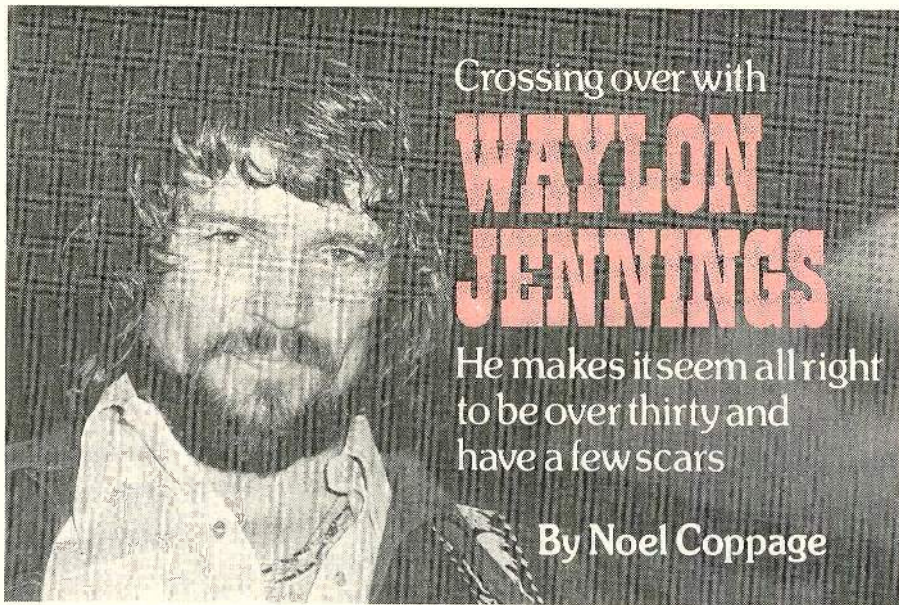 Crossing over with
WAYLON
JENNINGS
He makes it seem all right
to be over thirty and
have a few scars
By Noel Coppage